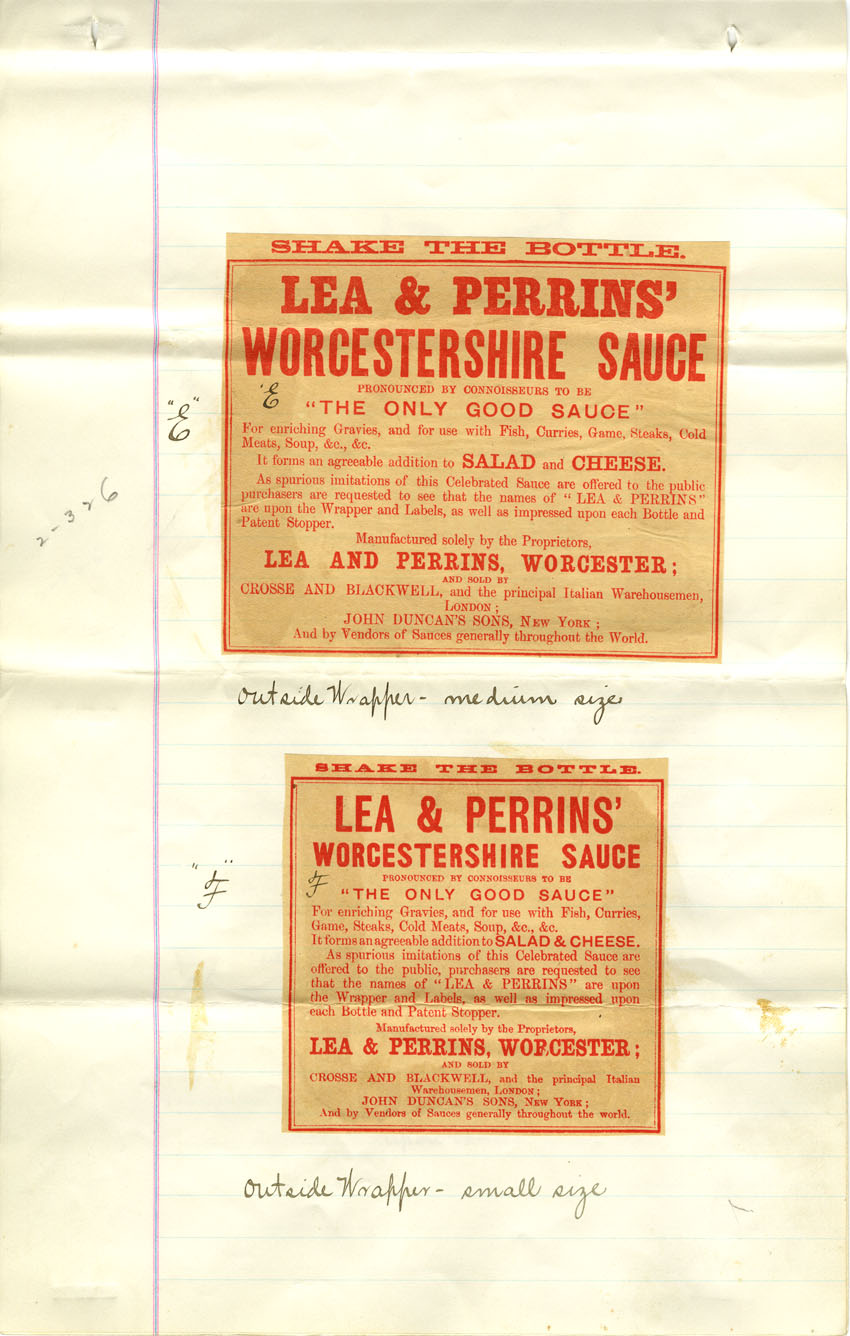 SHAKE THE BOTTLE.
LEA & PERRINS'
WORCESTERSHIRE SAUCE
"E
PRONOUNCED BY CONNOISSEURS TO BE
"THE ONLY GOOD SAUCE"
"E"
For enriching Gravies, and for use with Fish, Curries, Game, Steaks, Cold
Meats, Soup, &c., &c.
It forms an agreeable addition to SALAD and CHEESE.
As spurious imitations of this Celebrated Sauce are offered to the public
purchasers are requested to see that the names of " LEA & PERRINS "
are upon the Wrapper and Labels, as well as impressed upon each Bottle and
Patent Stopper.
2-326
Manufactured solely by the Proprietors,
LEA AND PERRINS, WORCESTER;
AND SOLD BY
CROSSE AND BLACKWELL, and the principal Italian Warehousemen,
LONDON;
JOHN DUNCAN'S SONS, NEW YORK;
And by Vendors of Sauces generally throughout the World.
Outside Wrapper - medium size
SHAKE THE BOTTLE.
LEA & PERRINS'
WORCESTERSHIRE SAUCE
PRONOUNCED BY CONNOISSEURS TO BE
"F"
F
"THE ONLY GOOD SAUCE"
For enriching Gravies, and for use with Fish, Curries,
Game, Steaks, Cold Meats, Soup, &c., &c.
It forms an agreeable addition to SALAD & CHEESE.
As spurious imitations of this Celebrated Sauce are
offered to the public, purchasers are requested to see
that the names of "LEA & PERRINS" are upon
the Wrapper and Labels, as well as impressed upon
each Bottle and Patent Stopper.
Manufactured solely by the Proprietors,
LEA & PERRINS, WORCESTER;
AND SOLD BY
CROSSE AND BLACKWELL, and the principal Italian
Warehousemen, LONDON;
JOHN DUNCAN'S SONS, NEW YORK;
And by Vendors of Sauces generally throughout the world.
Outside Wrapper - small size